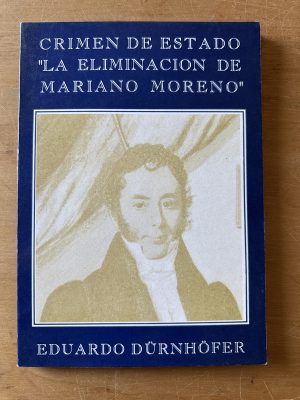 CRIMEN DE ESTADO
"LA ELIMINACION DE
MARIANO MORENO"
EDUARDO DÜRNHÖFER